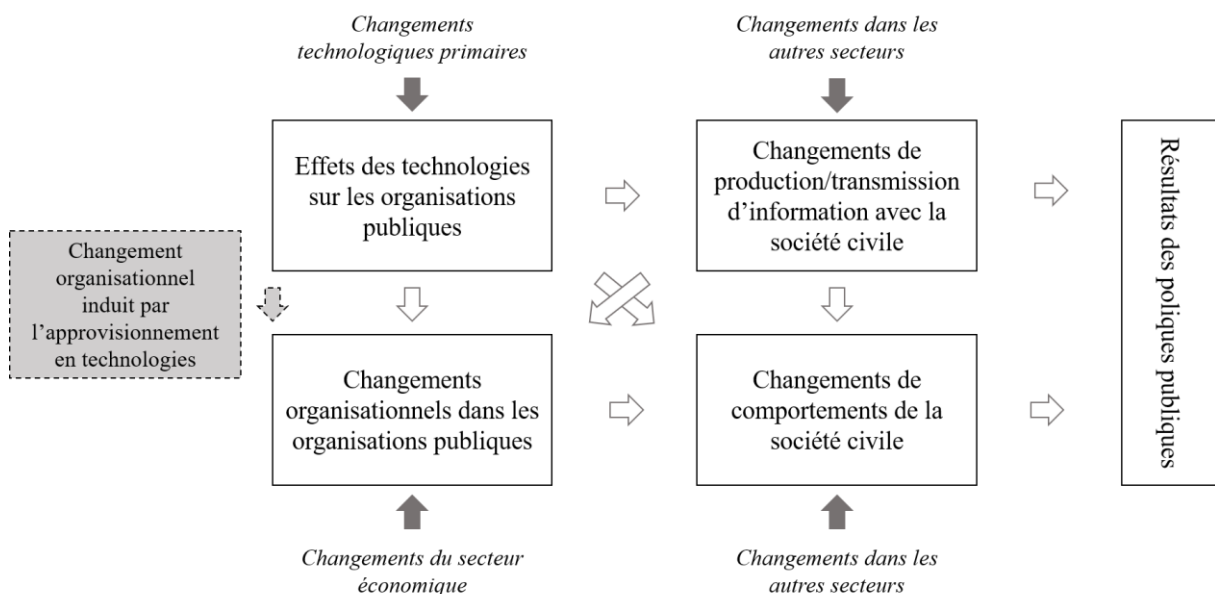 Changements
technologiques primaires
Changements dans les
autres secteurs
Effets des technologies
sur les organisations
publiques
Changements de
production/transmission
d’information avec la
société civile
Résultats des poliques publiques
Changement
organisationnel
induit par
l’approvisionnement
en technologies
Changements
organisationnels dans les
organisations publiques
Changements de
comportements de la
société civile
Changements du secteur
économique
Changements dans les
autres secteurs